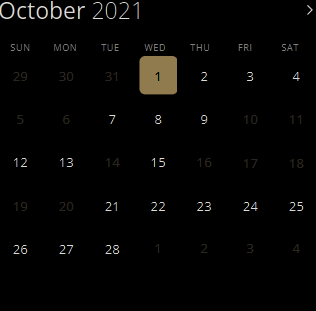 October 2021
SUN MON TUE WED THU FRI SAT
29 30 31 1 2 3 4
5 6 7 8 9 10 11
12 13 14 15 16 17 18
19 20 21 22 23 24 25
26 27 28 1 2 3 4